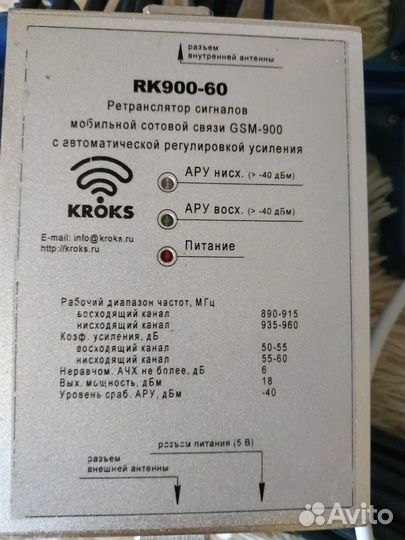 разъем
внутренней антенны
RK900-60
Ретранслятор сигналов
мобильной сотовой связи GSM-900
с автоматической регулировкой усиления
АРУ нисх. (> -40 дБм)
АРУ восх. (> -40 дБм)
Питание
KROKS
E-mail: info@kroks.ru
http://kroks.ru
Рабочий диапазон частот, МГц
восходящий канал 890-915
нисходящий канал 935-960
Коэф. усиления, дБ
восходящий канал 50-55
нисходящий канал 55-60
Неравном. АЧХ не более, дБ 6
Вых. мощность, дБм 18
Уровень сраб. АРУ, дБм -40
разъем питания (5 В)
разъем
внешней антенны
Avito